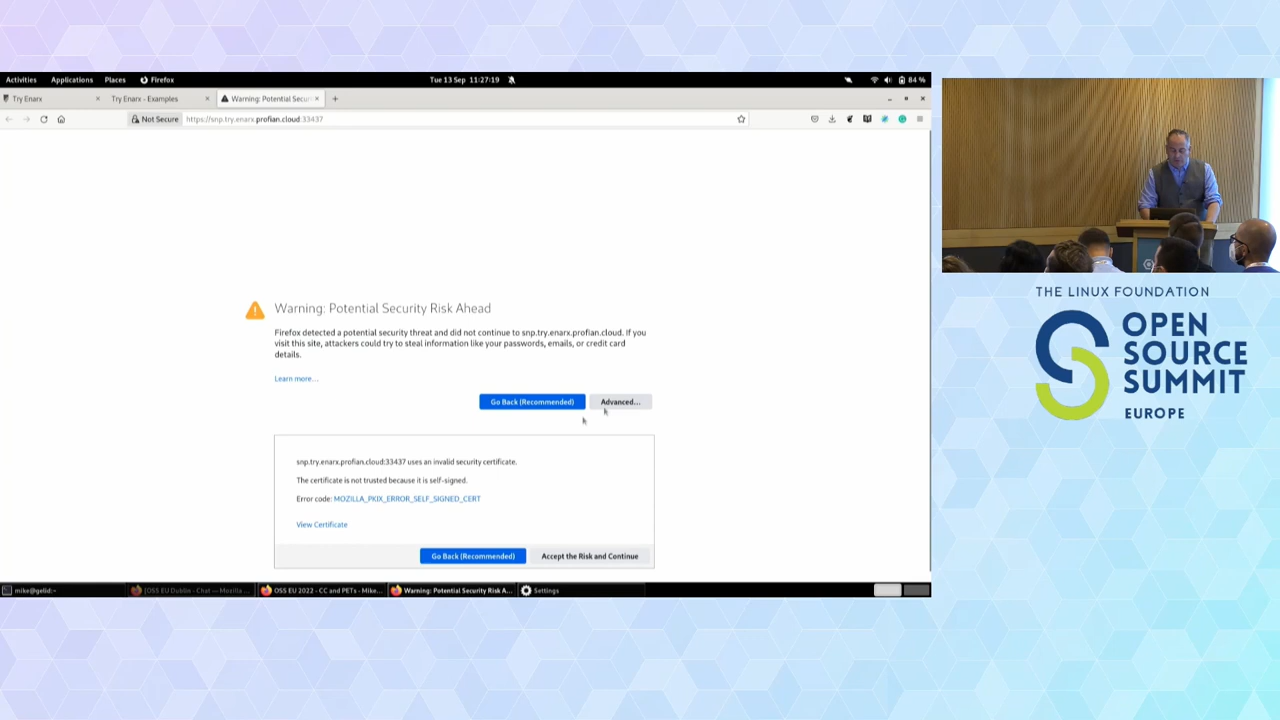 Activities Applications Places Firefox Tue 13 Sep 11:27:19 84 %
Try Enarx × Try Enarx - Examples × Warning: Potential Secu × +
Not Secure https://snp.try.enarx.profian.cloud:33437
Warning: Potential Security Risk Ahead
Firefox detected a potential security threat and did not continue to snp.try.enarx.profian.cloud. If you
visit this site, attackers could try to steal information like your passwords, emails, or credit card
details.
Learn more…
Go Back (Recommended) Advanced…
snp.try.enarx.profian.cloud:33437 uses an invalid security certificate.
The certificate is not trusted because it is self-signed.
Error code: MOZILLA_PKIX_ERROR_SELF_SIGNED_CERT
View Certificate
Go Back (Recommended) Accept the Risk and Continue
mike@gelid:~ [OSS EU Dublin - Chat — Mozilla ... OSS EU 2022 - CC and PETs - Mike... Warning: Potential Security Risk A... Settings
THE LINUX FOUNDATION
OPEN
SOURCE
SUMMIT
EUROPE